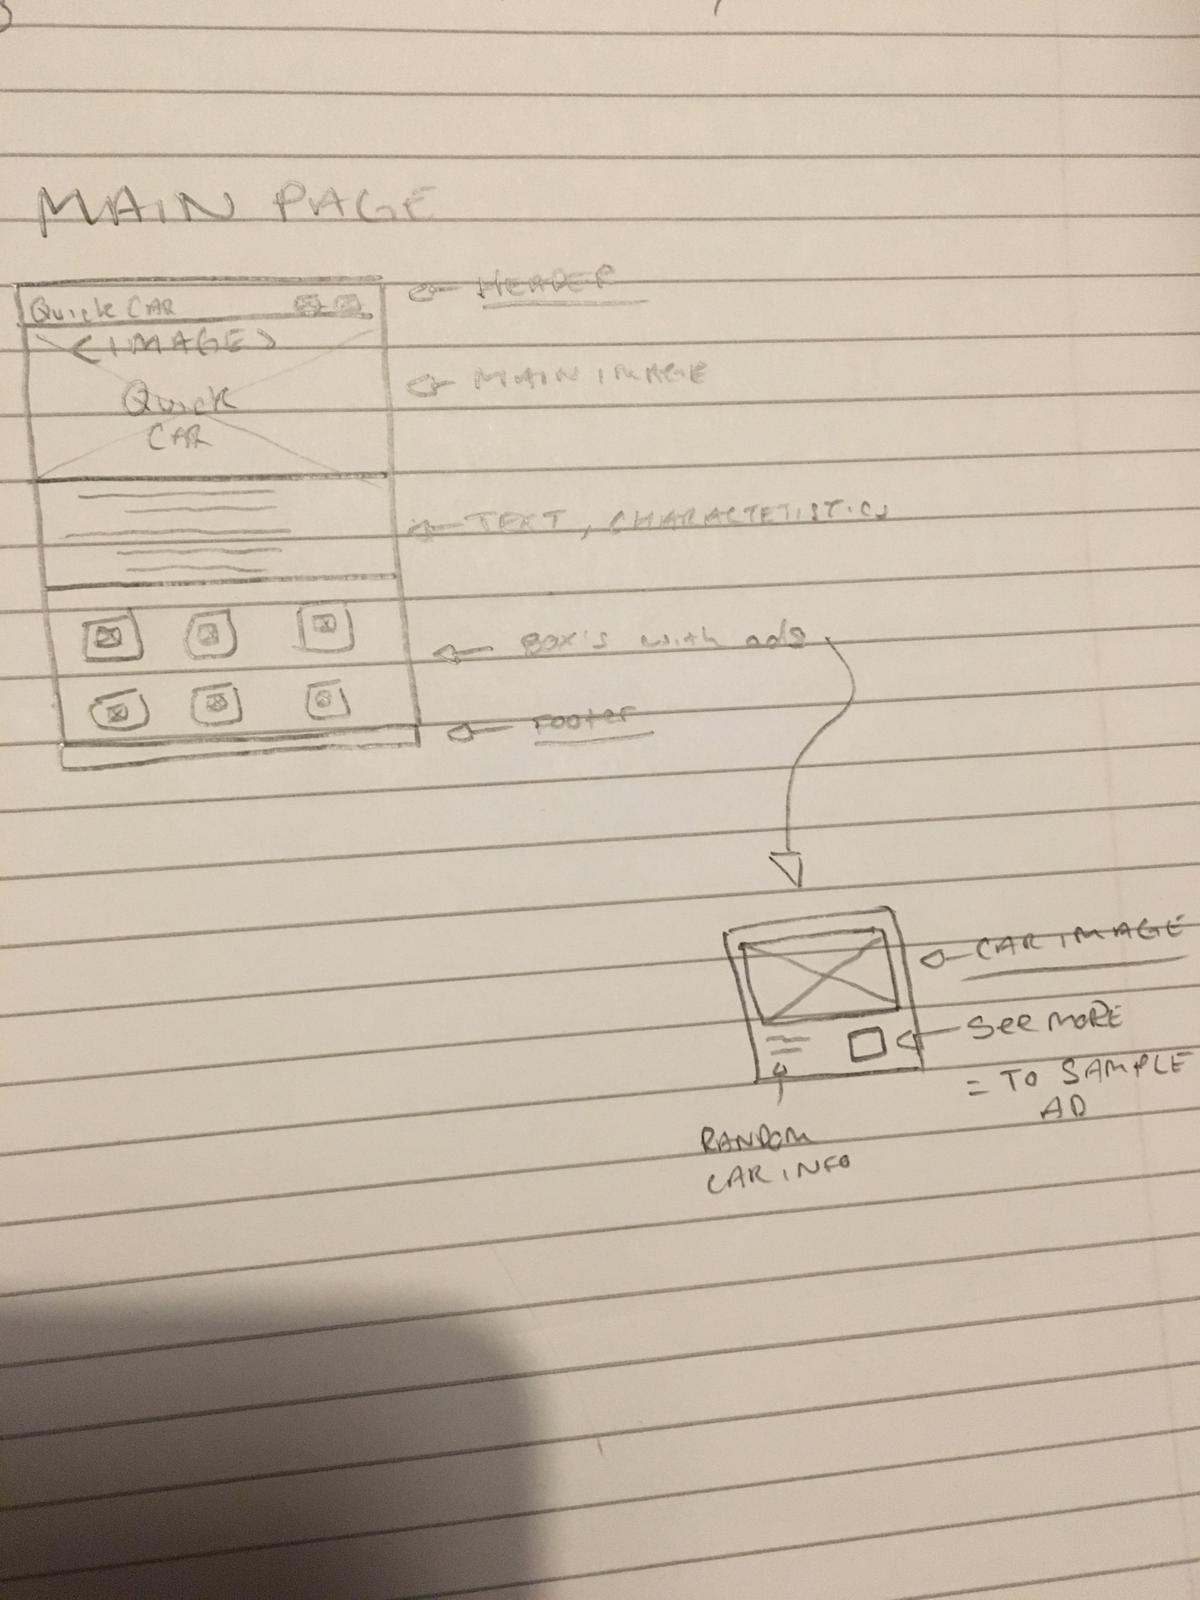 MAIN PAGE
Quick CAR
<IMAGE>
Quick
CAR
HEADER
MAIN IMAGE
TEXT, CHARACTETISTICS
BOX'S with ads
Footer
CAR IMAGE
SEE MORE
= TO SAMPLE
AD
RANDOM
CAR INFO